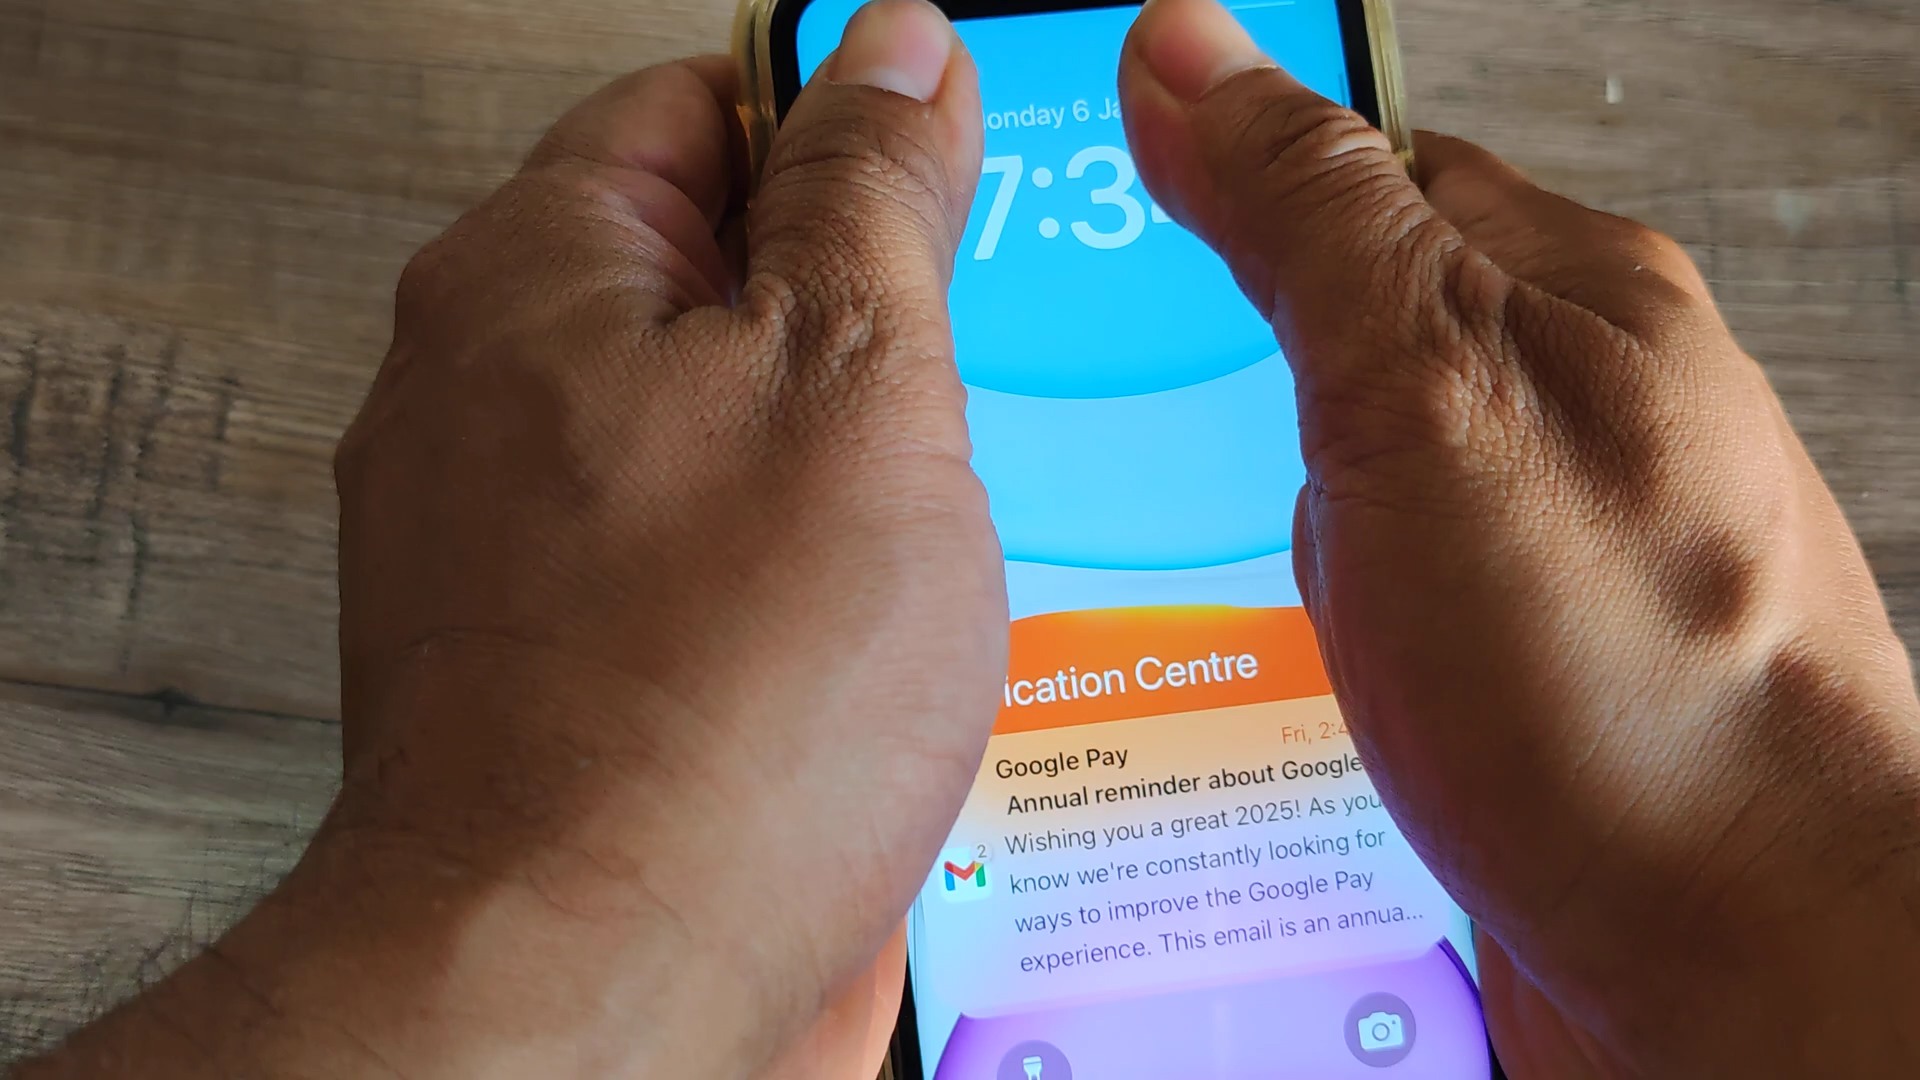 onday 6 Ja
7:3
ication Centre
Google Pay
Fri, 2:4
Annual reminder about Google
Wishing you a great 2025! As you
know we're constantly looking for
ways to improve the Google Pay
experience. This email is an annua...
2